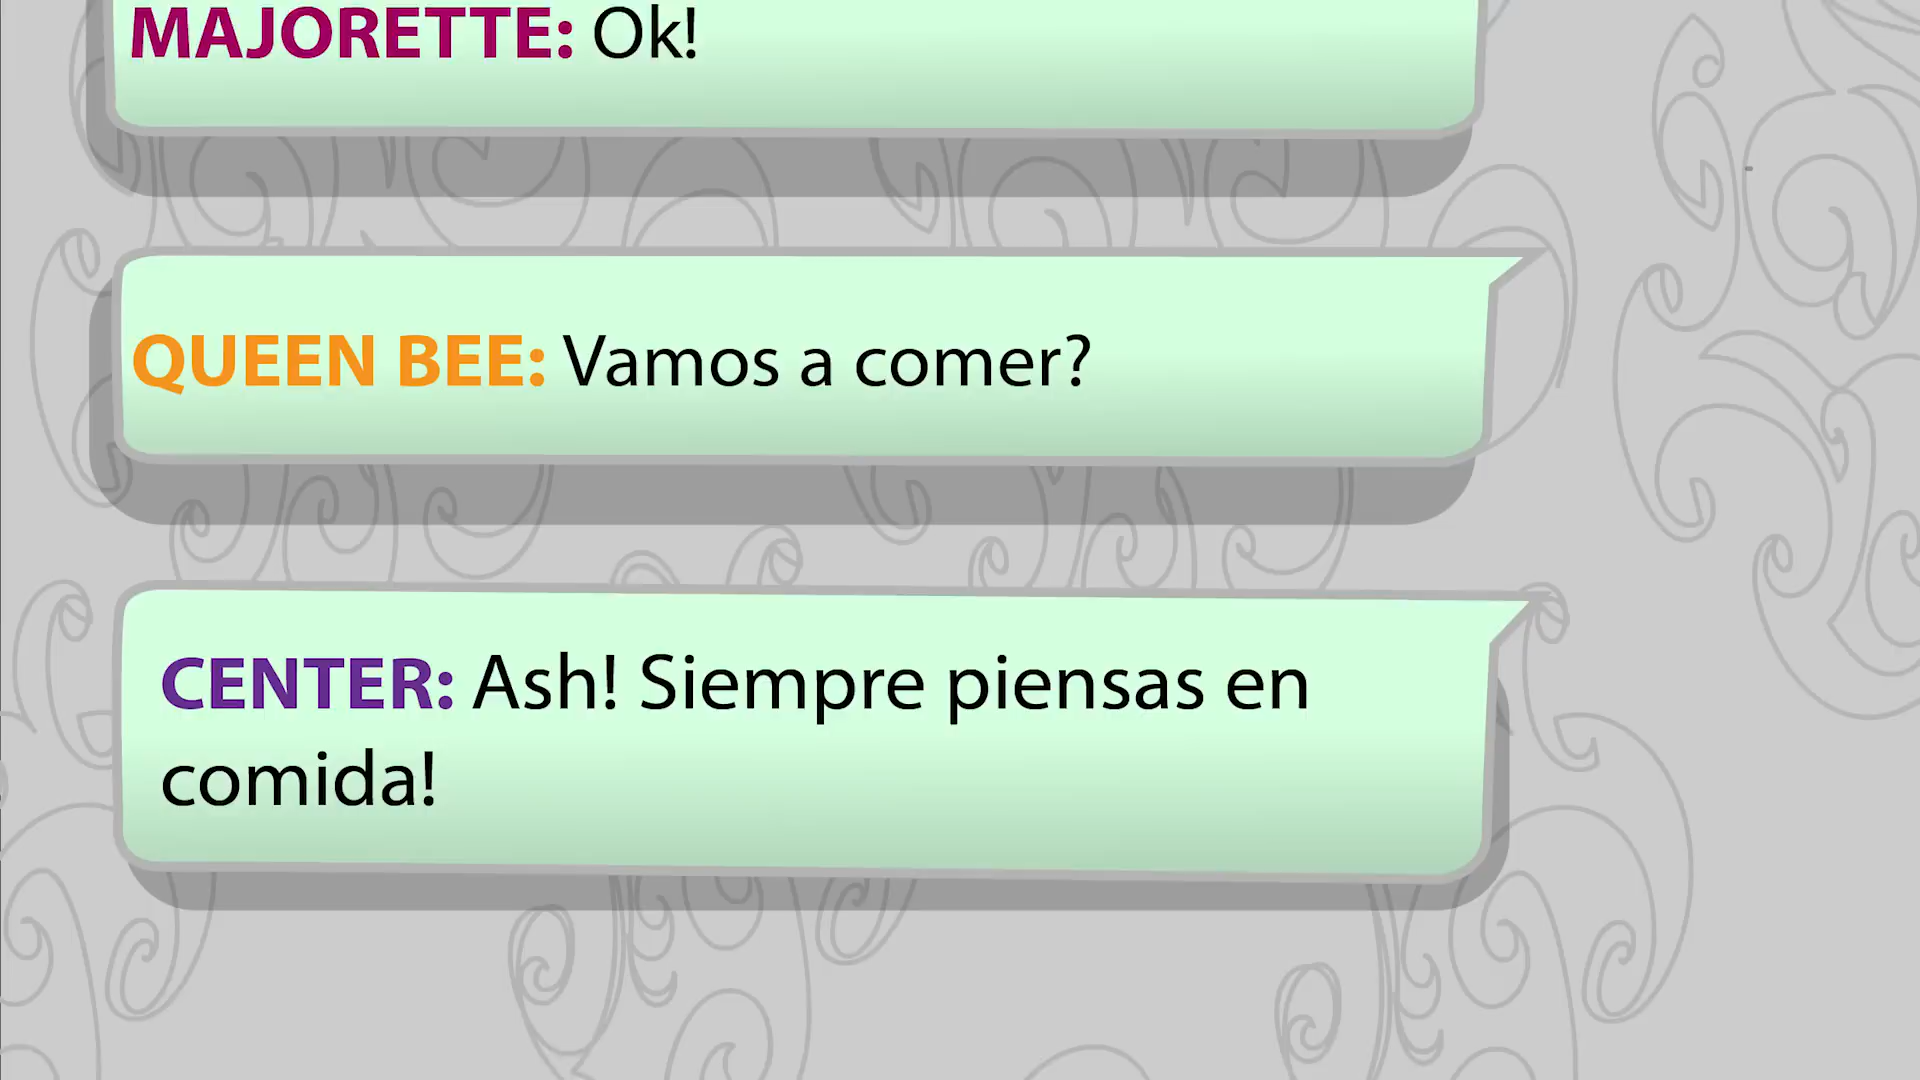 MAJORETTE: Ok!
QUEEN BEE: Vamos a comer?
CENTER: Ash! Siempre piensas en
comida!